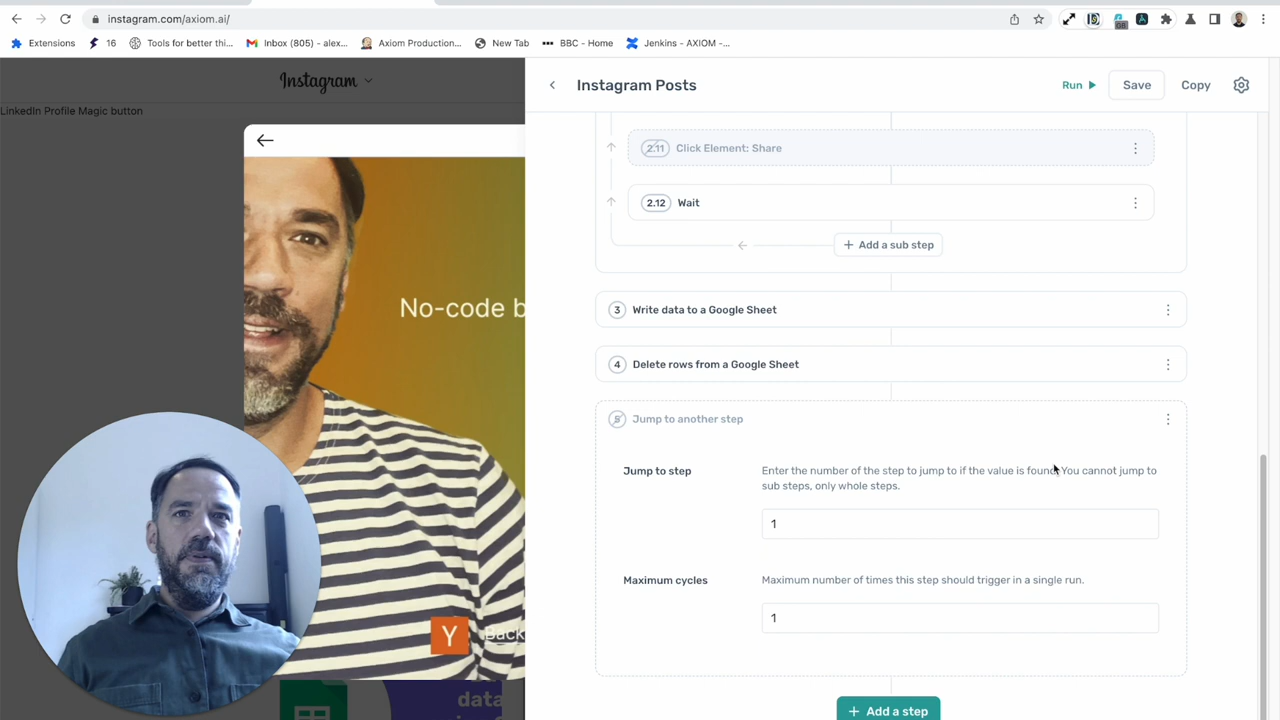 instagram.com/axiom.ai/
Extensions
16
Tools for better thi...
Inbox (805) - alex...
Axiom Production...
New Tab
BBC - Home
Jenkins - AXIOM -...
Instagram
LinkedIn Profile Magic button
No-code b
Y
Back
data
Instagram Posts
Run
Save
Copy
2.11 Click Element: Share
2.12 Wait
+ Add a sub step
3 Write data to a Google Sheet
4 Delete rows from a Google Sheet
5 Jump to another step
Jump to step
Enter the number of the step to jump to if the value is found. You cannot jump to
sub steps, only whole steps.
1
Maximum cycles
Maximum number of times this step should trigger in a single run.
1
+ Add a step